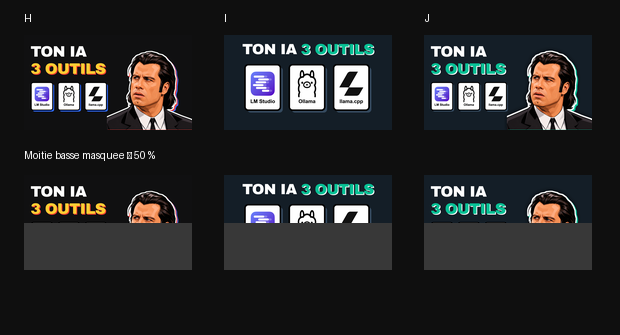 H
I
J
TON IA
3 OUTILS
LM Studio
Ollama
llama.cpp
TON IA 3 OUTILS
LM Studio
Ollama
llama.cpp
TON IA
3 OUTILS
LM Studio
Ollama
llama.cpp
Moitie basse masquee 50 %
TON IA
3 OUTILS
TON IA 3 OUTILS
TON IA
3 OUTILS